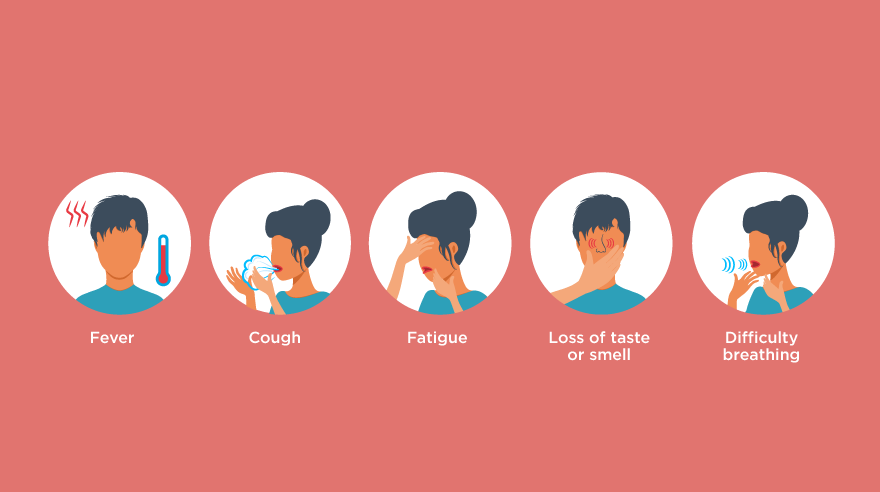 Fever
Cough
Fatigue
Loss of taste
or smell
Difficulty
breathing